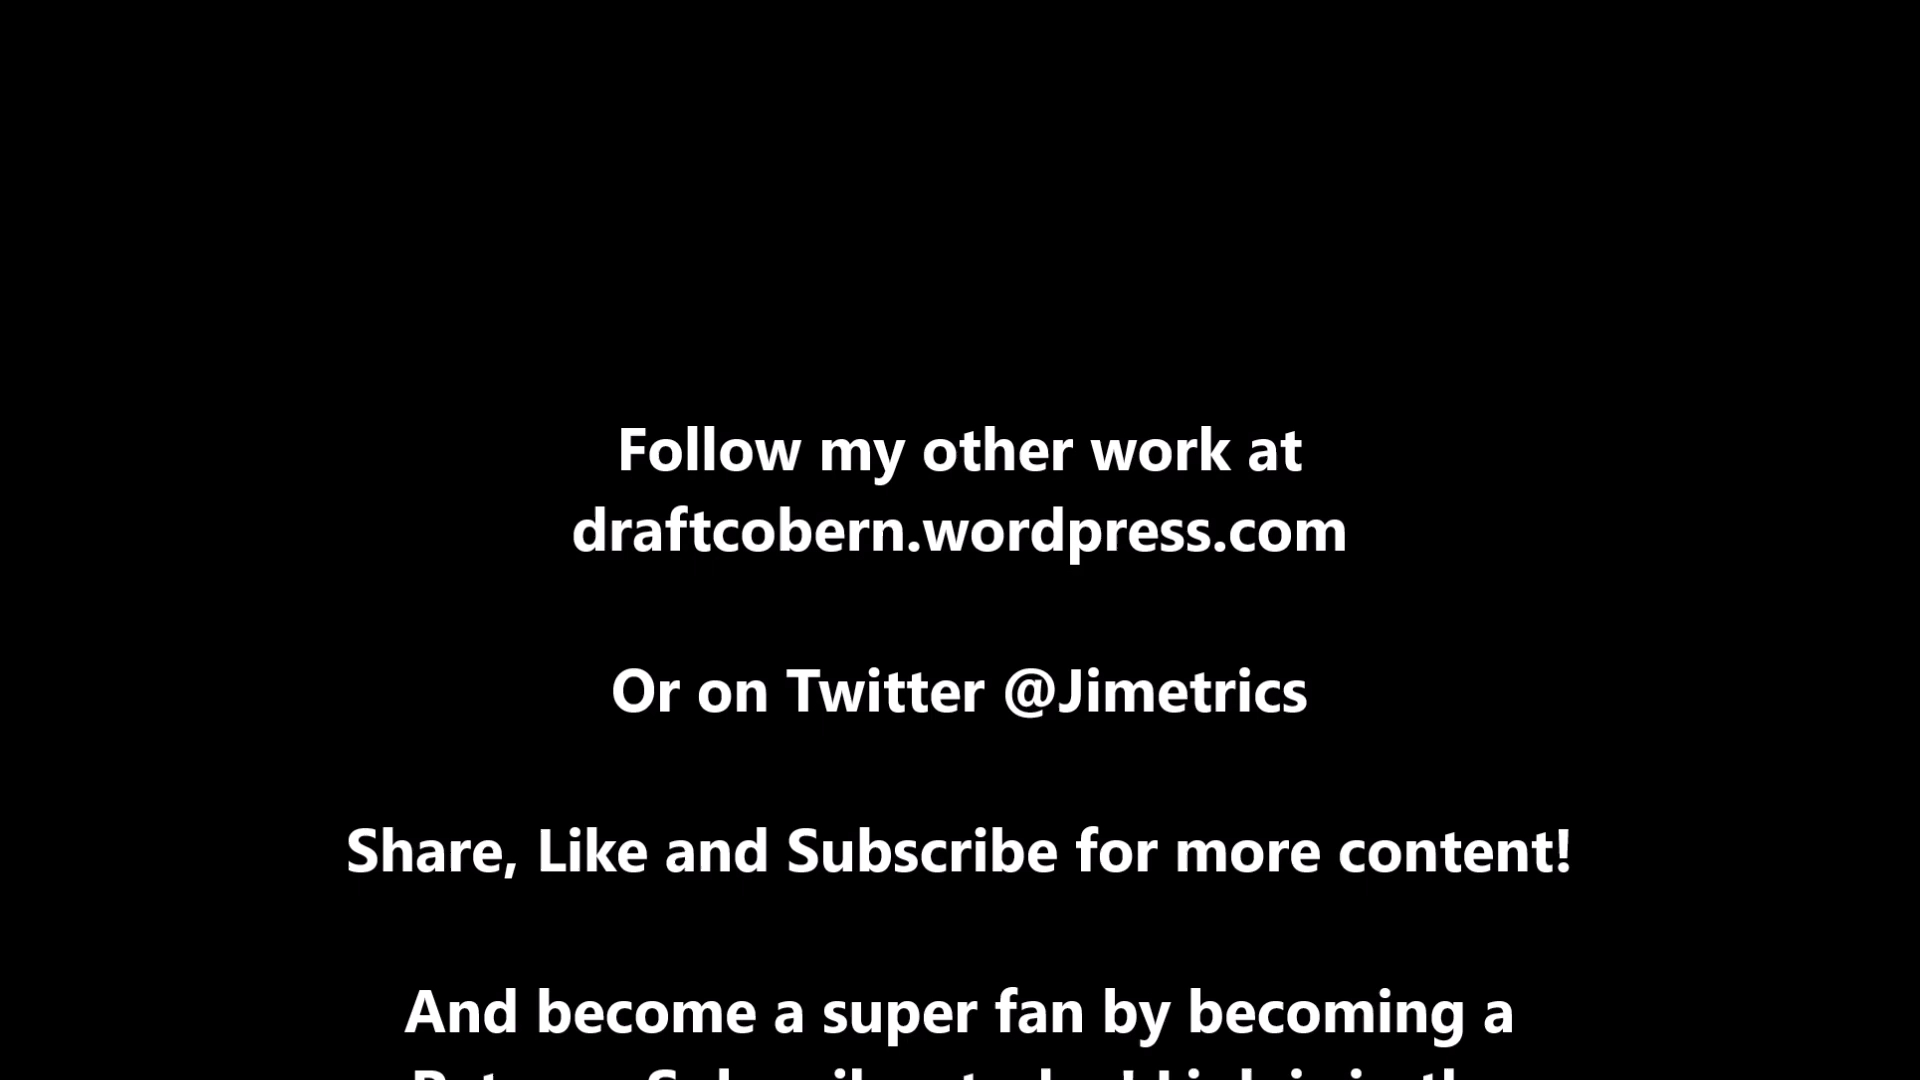 Follow my other work at
draftcobern.wordpress.com
Or on Twitter @Jimetrics
Share, Like and Subscribe for more content!
And become a super fan by becoming a